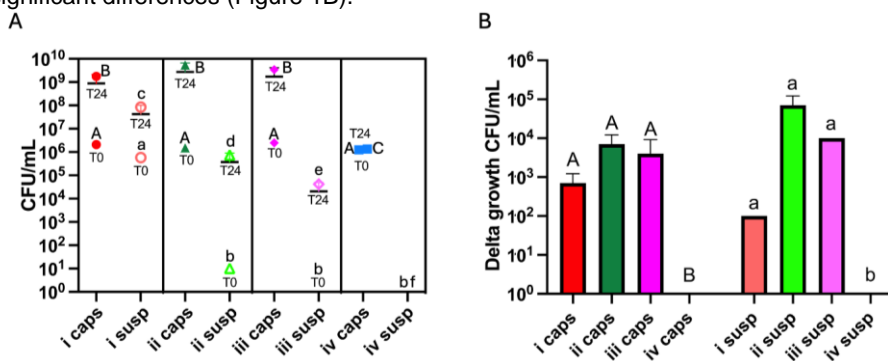 significant differences (Figure 1D).
A
B
CFU/mL
10^10
10^9
10^8
10^7
10^6
10^5
10^4
10^3
10^2
10^1
10^0
B
T24
A
T0
c
T24
a
T0
B
T24
A
T0
d
T24
b
T0
B
T24
A
T0
e
T24
b
T0
T24
A C
T0
b f
i caps
i susp
ii caps
ii susp
iii caps
iii susp
iv caps
iv susp
Delta growth CFU/mL
10^6
10^5
10^4
10^3
10^2
10^1
10^0
A
A
A
B
a
a
a
b
i caps
ii caps
iii caps
iv caps
i susp
ii susp
iii susp
iv susp